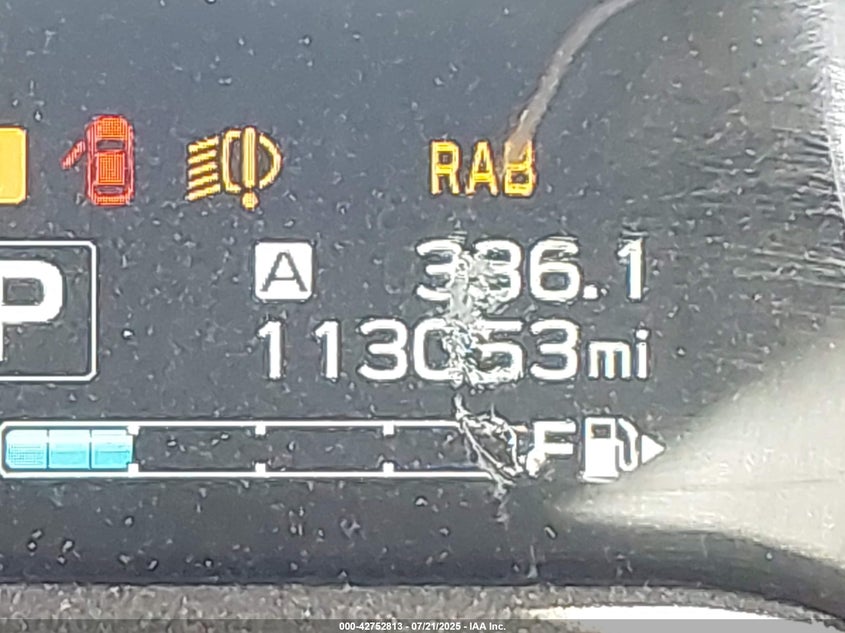 RAB
P
A 336.1
113053mi
F
000-42752813 - 07/21/2025 - IAA Inc.